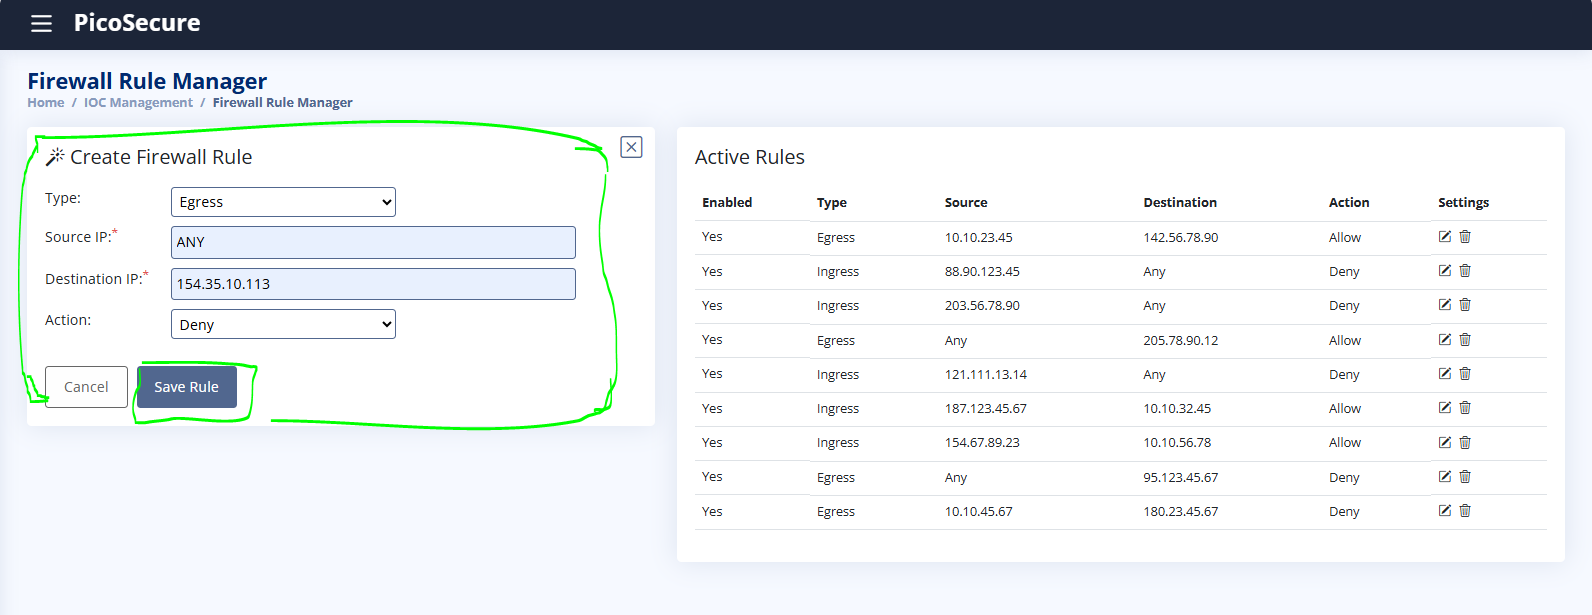 PicoSecure
Firewall Rule Manager
Home / IOC Management / Firewall Rule Manager
Create Firewall Rule
Type: Egress
Source IP:* ANY
Destination IP:* 154.35.10.113
Action: Deny
Cancel Save Rule
Active Rules
Enabled Type Source Destination Action Settings
Yes Egress 10.10.23.45 142.56.78.90 Allow
Yes Ingress 88.90.123.45 Any Deny
Yes Ingress 203.56.78.90 Any Deny
Yes Egress Any 205.78.90.12 Allow
Yes Ingress 121.111.13.14 Any Deny
Yes Ingress 187.123.45.67 10.10.32.45 Allow
Yes Ingress 154.67.89.23 10.10.56.78 Allow
Yes Egress Any 95.123.45.67 Deny
Yes Egress 10.10.45.67 180.23.45.67 Deny